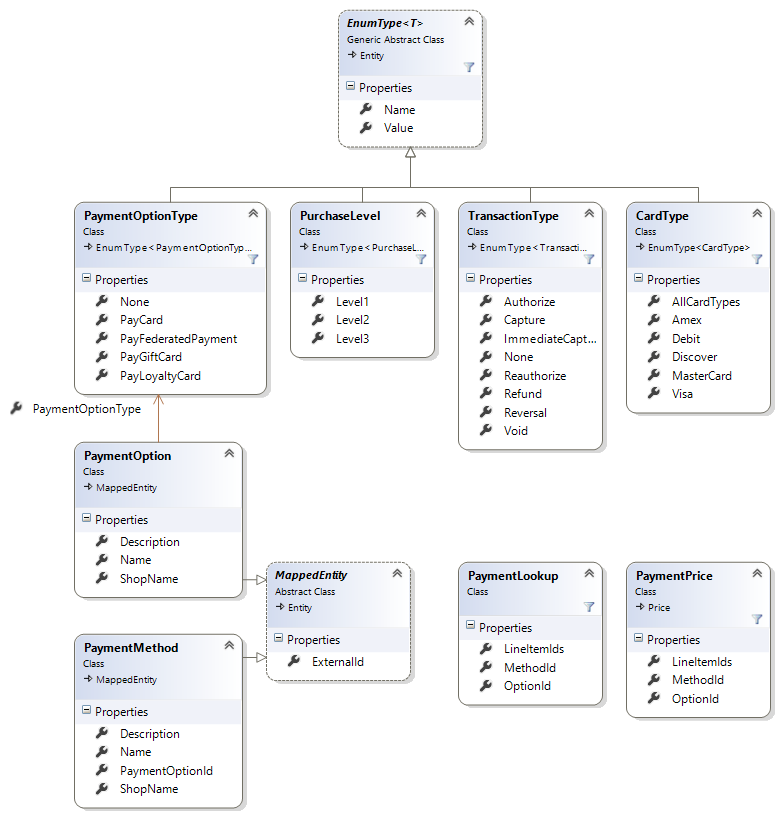 EnumType<T>
Generic Abstract Class
Entity
Properties
Name
Value
PaymentOptionType
Class
EnumType<PaymentOptionTyp...
Properties
None
PayCard
PayFederatedPayment
PayGiftCard
PayLoyaltyCard
PurchaseLevel
Class
EnumType<PurchaseL...
Properties
Level1
Level2
Level3
TransactionType
Class
EnumType<Transacti...
Properties
Authorize
Capture
ImmediateCapt...
None
Reauthorize
Refund
Reversal
Void
CardType
Class
EnumType<CardType>
Properties
AllCardTypes
Amex
Debit
Discover
MasterCard
Visa
PaymentOptionType
PaymentOption
Class
MappedEntity
Properties
Description
Name
ShopName
MappedEntity
Abstract Class
Entity
Properties
ExternalId
PaymentLookup
Class
Properties
LineItemIds
MethodId
OptionId
PaymentPrice
Class
Price
Properties
LineItemIds
MethodId
OptionId
PaymentMethod
Class
MappedEntity
Properties
Description
Name
PaymentOptionId
ShopName